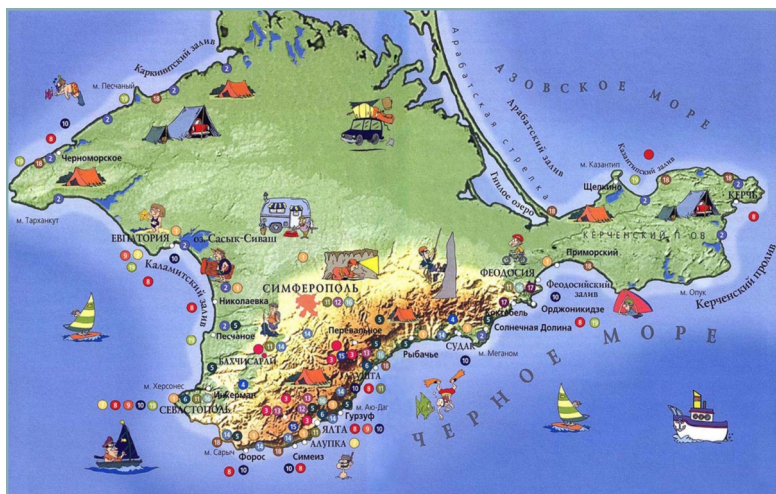 Каркинитский залив
м. Песчаный
АЗОВСКОЕ МОРЕ
Арабатская стрелка
Арабатский залив
м. Казантип
Казантипский залив
Черноморское
Щелкино
КЕРЧЬ
Гнилое озеро
м. Тарханкут
ЕВПАТОРИЯ
оз. Сасык-Сиваш
КЕРЧЕНСКИЙ П-ОВ
Приморский
Каламитский залив
СИМФЕРОПОЛЬ
ФЕОДОСИЯ
Феодосийский залив
м. Опук
Керченский пролив
Николаевка
Орджоникидзе
Коктебель
Песчаное
Перевальное
Солнечная Долина
БАХЧИСАРАЙ
Рыбачье
СУДАК
м. Меганом
АЛУШТА
м. Херсонес
Инкерман
СЕВАСТОПОЛЬ
м. Аю-Даг
Гурзуф
ЯЛТА
АЛУПКА
м. Сарыч
Форос
Симеиз
ЧЕРНОЕ МОРЕ